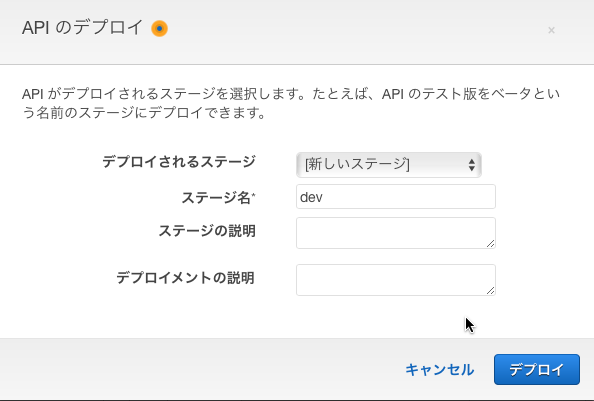 API のデプロイ
×
API がデプロイされるステージを選択します。たとえば、API のテスト版をベータとい
う名前のステージにデプロイできます。
デプロイされるステージ [新しいステージ]
ステージ名* dev
ステージの説明
デプロイメントの説明
キャンセル デプロイ